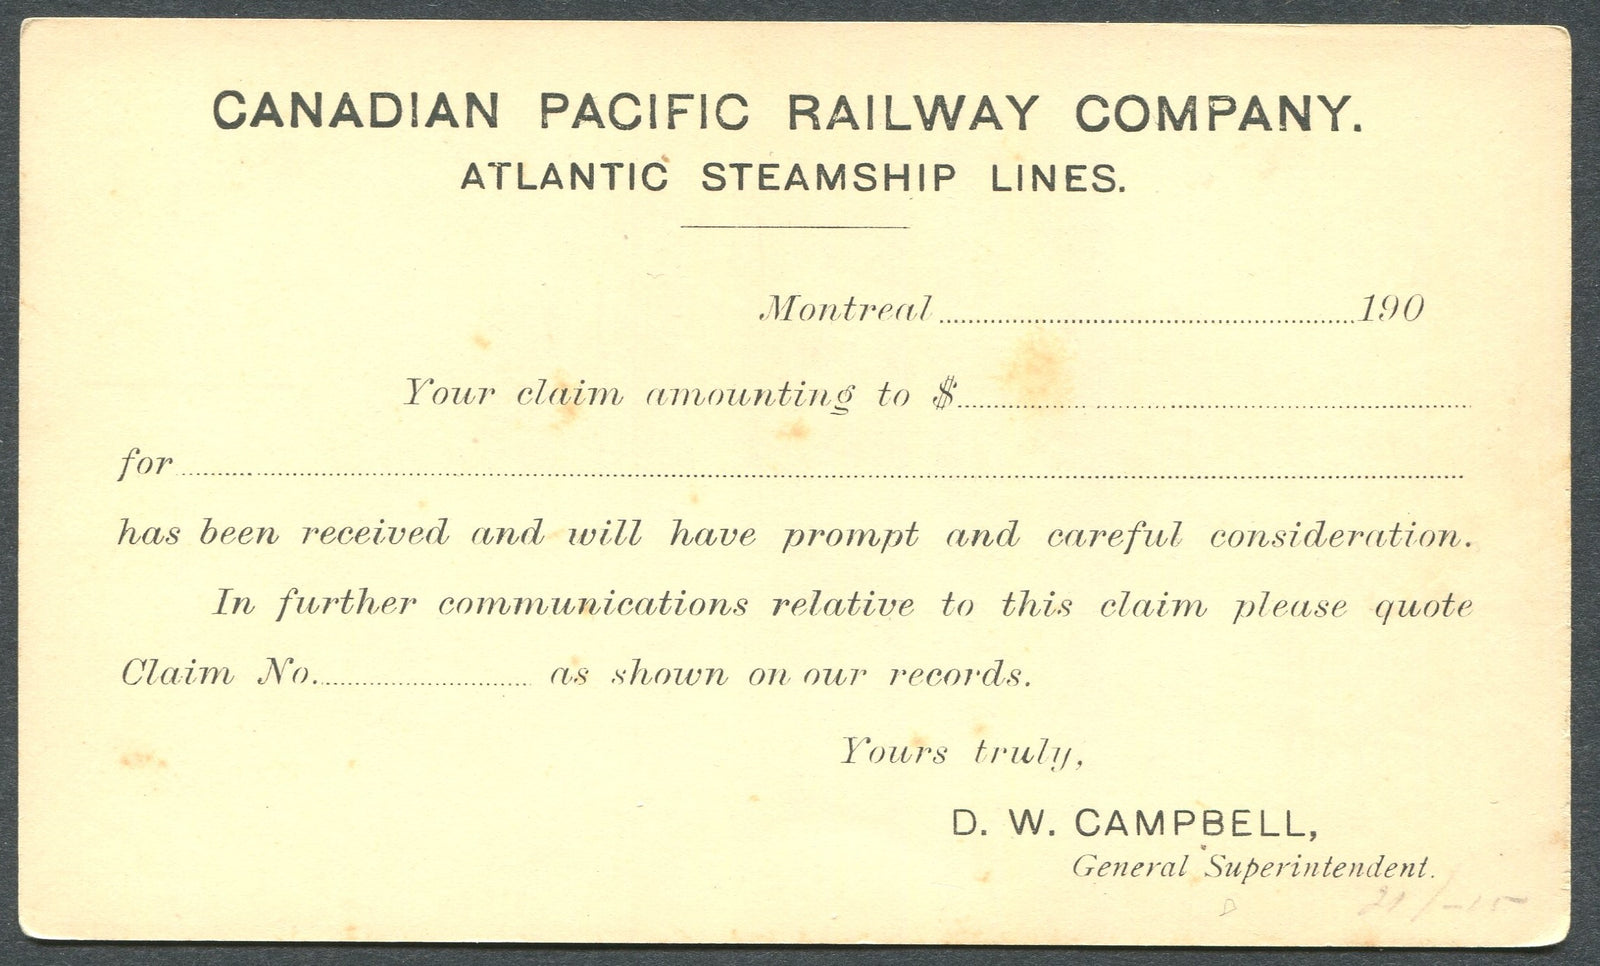 CANADIAN PACIFIC RAILWAY COMPANY.
ATLANTIC STEAMSHIP LINES.
Montreal 190
Your claim amounting to $
for
has been received and will have prompt and careful consideration.
In further communications relative to this claim please quote
Claim No. as shown on our records.
Yours truly,
D. W. CAMPBELL,
General Superintendent.